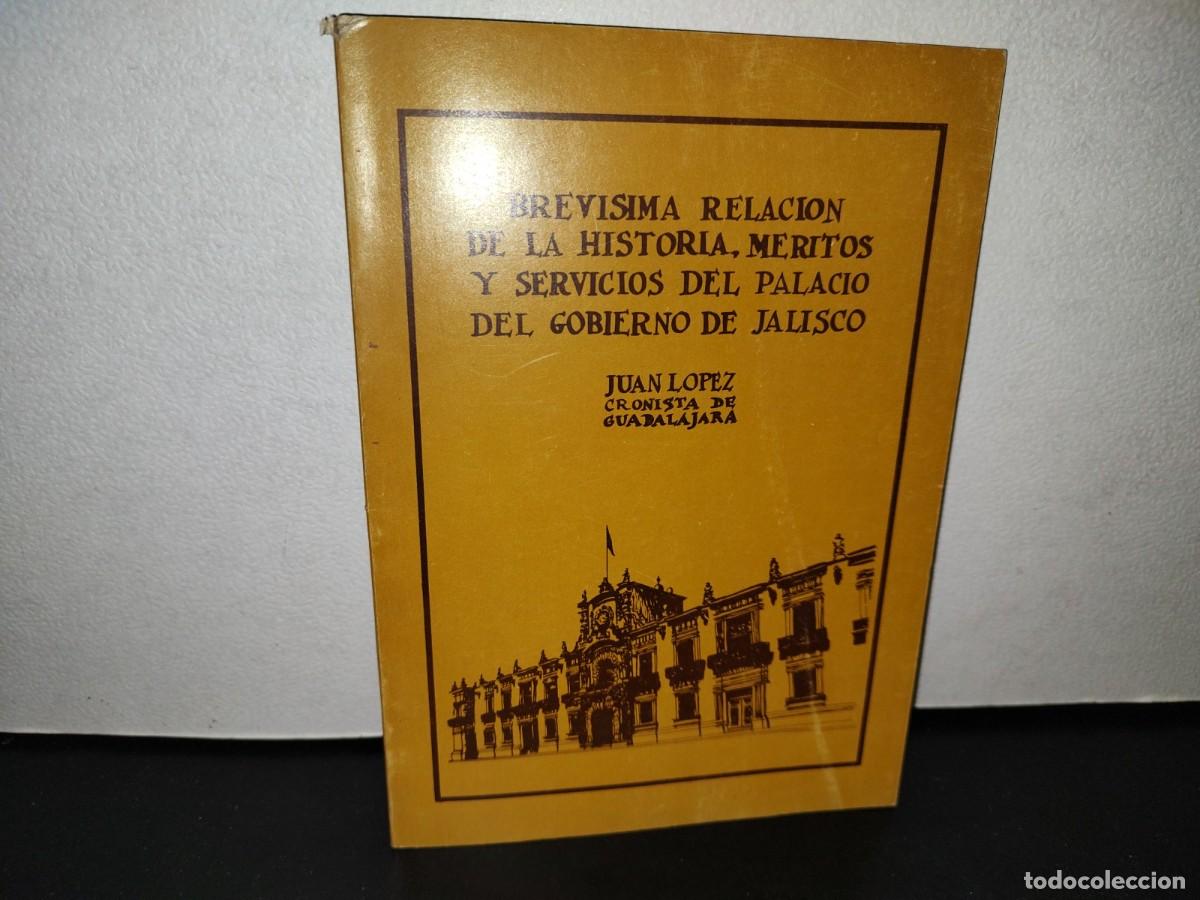 BREVISIMA RELACION
DE LA HISTORIA, MERITOS
Y SERVICIOS DEL PALACIO
DEL GOBIERNO DE JALISCO
JUAN LOPEZ
CRONISTA DE
GUADALAJARA
todocoleccion